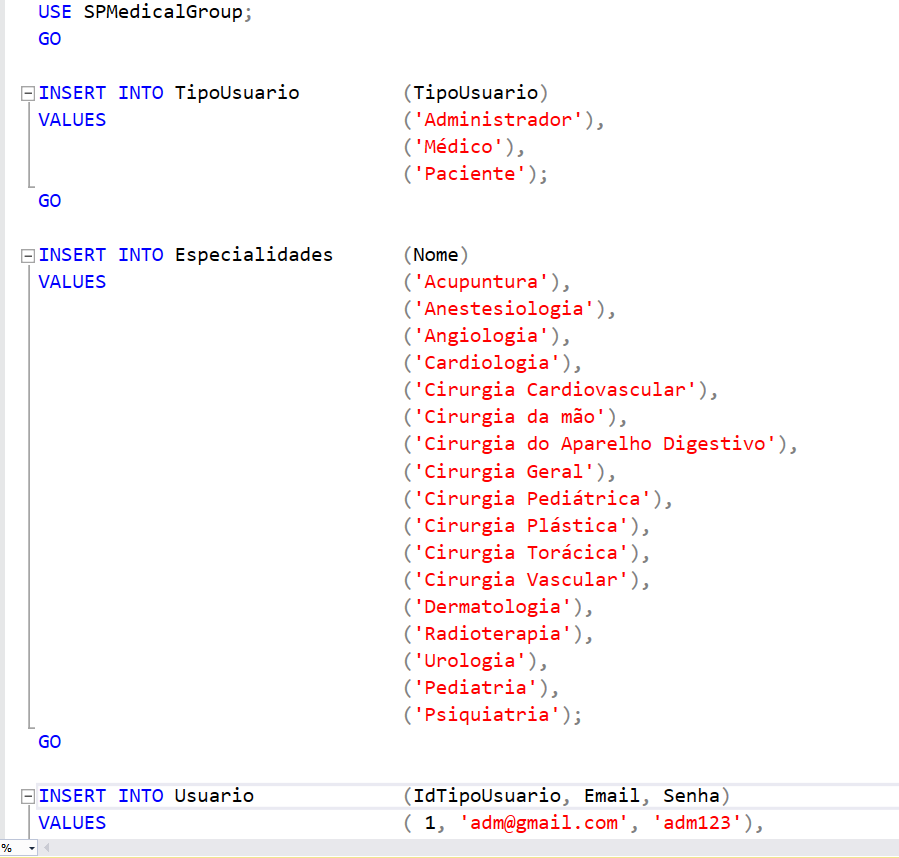 USE SPMedicalGroup;
GO
INSERT INTO TipoUsuario (TipoUsuario)
VALUES ('Administrador'),
('Médico'),
('Paciente');
GO
INSERT INTO Especialidades (Nome)
VALUES ('Acupuntura'),
('Anestesiologia'),
('Angiologia'),
('Cardiologia'),
('Cirurgia Cardiovascular'),
('Cirurgia da mão'),
('Cirurgia do Aparelho Digestivo'),
('Cirurgia Geral'),
('Cirurgia Pediátrica'),
('Cirurgia Plástica'),
('Cirurgia Torácica'),
('Cirurgia Vascular'),
('Dermatologia'),
('Radioterapia'),
('Urologia'),
('Pediatria'),
('Psiquiatria');
GO
INSERT INTO Usuario (IdTipoUsuario, Email, Senha)
VALUES ( 1, 'adm@gmail.com', 'adm123'),
%